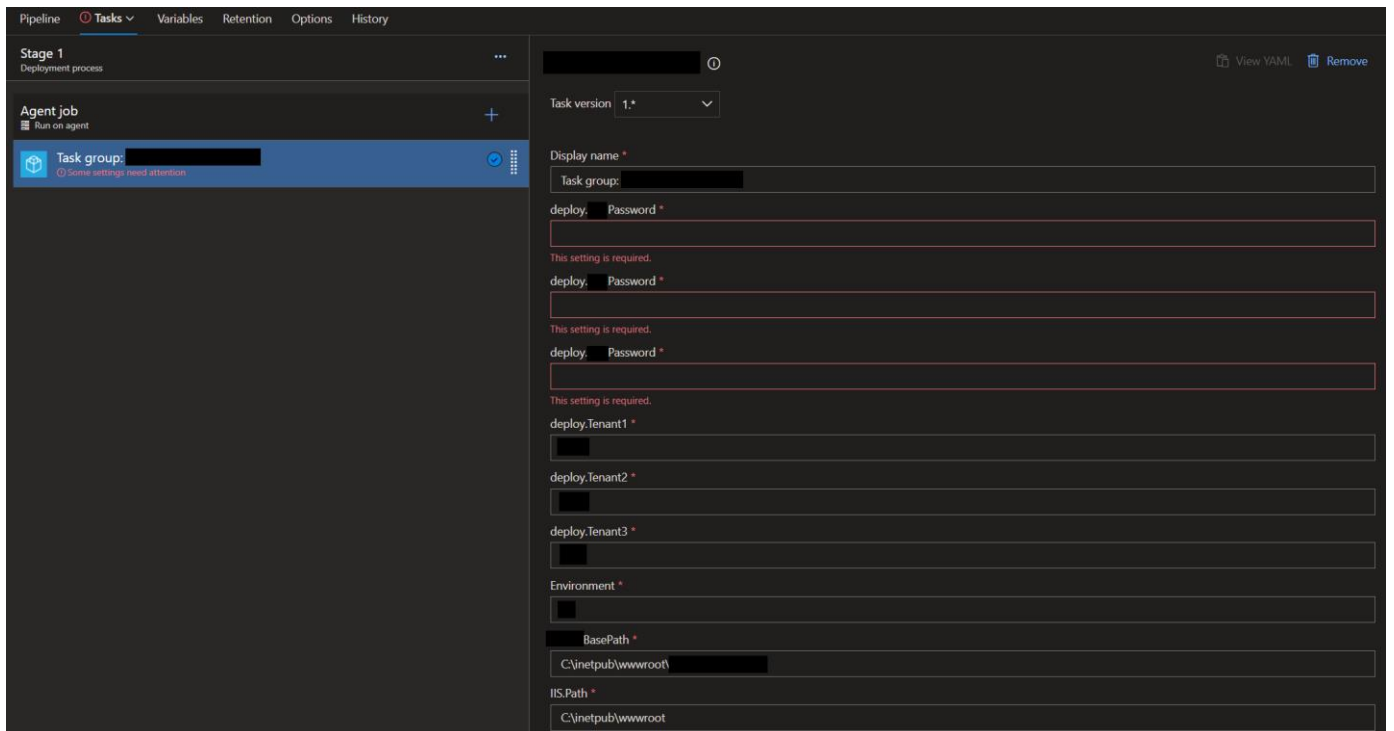 Pipeline Tasks Variables Retention Options History
Stage 1
Deployment process
...
Agent job
Run on agent
Task group:
Some settings need attention
View YAML Remove
Task version 1.*
Display name *
Task group:
deploy. Password *
This setting is required.
deploy. Password *
This setting is required.
deploy. Password *
This setting is required.
deploy.Tenant1 *
deploy.Tenant2 *
deploy.Tenant3 *
Environment *
BasePath *
C:\inetpub\wwwroot\
IIS.Path *
C:\inetpub\wwwroot